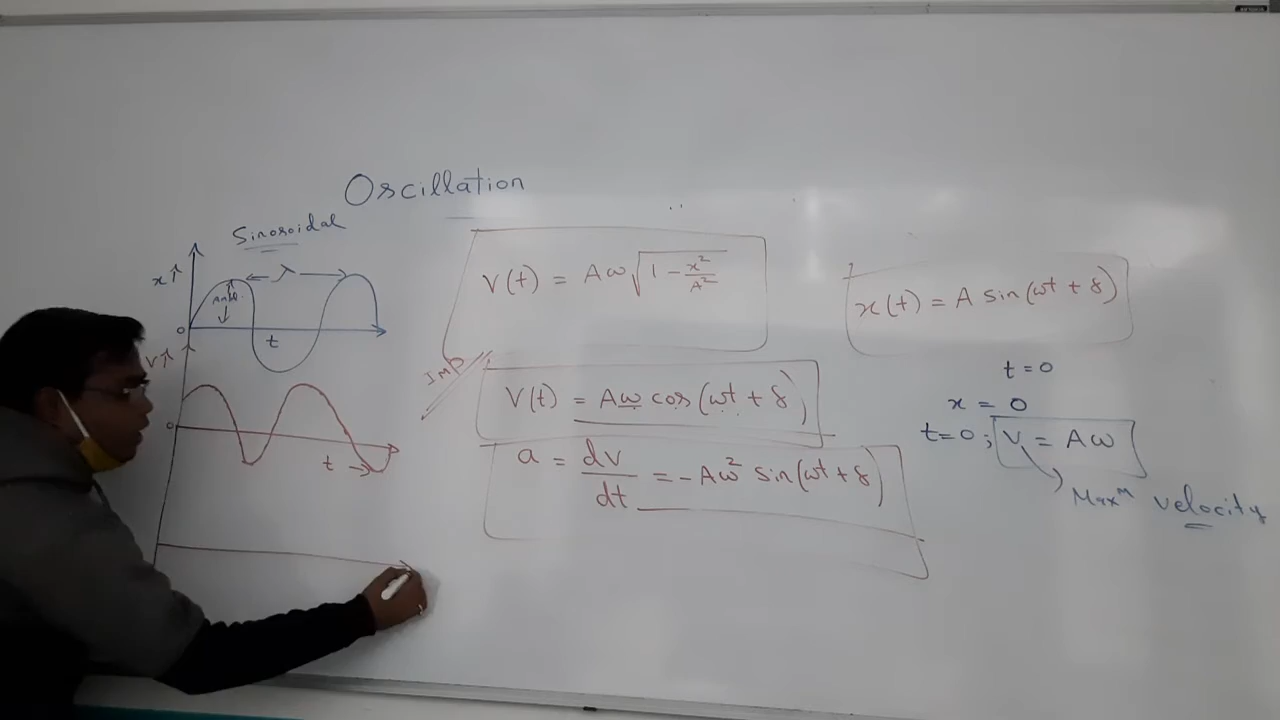 Oscillation
Sinosoidal
x↑
← λ →
Amp.
0
t
V↑
0
t →
V(t) = Aω√(1 - x²/A²)
IMP
V(t) = Aω cos(ωt + δ)
a = dv/dt = -Aω² sin(ωt + δ)
x(t) = A sin(ωt + δ)
t = 0
x = 0
t=0; V = Aω
Maxᵐ velocity